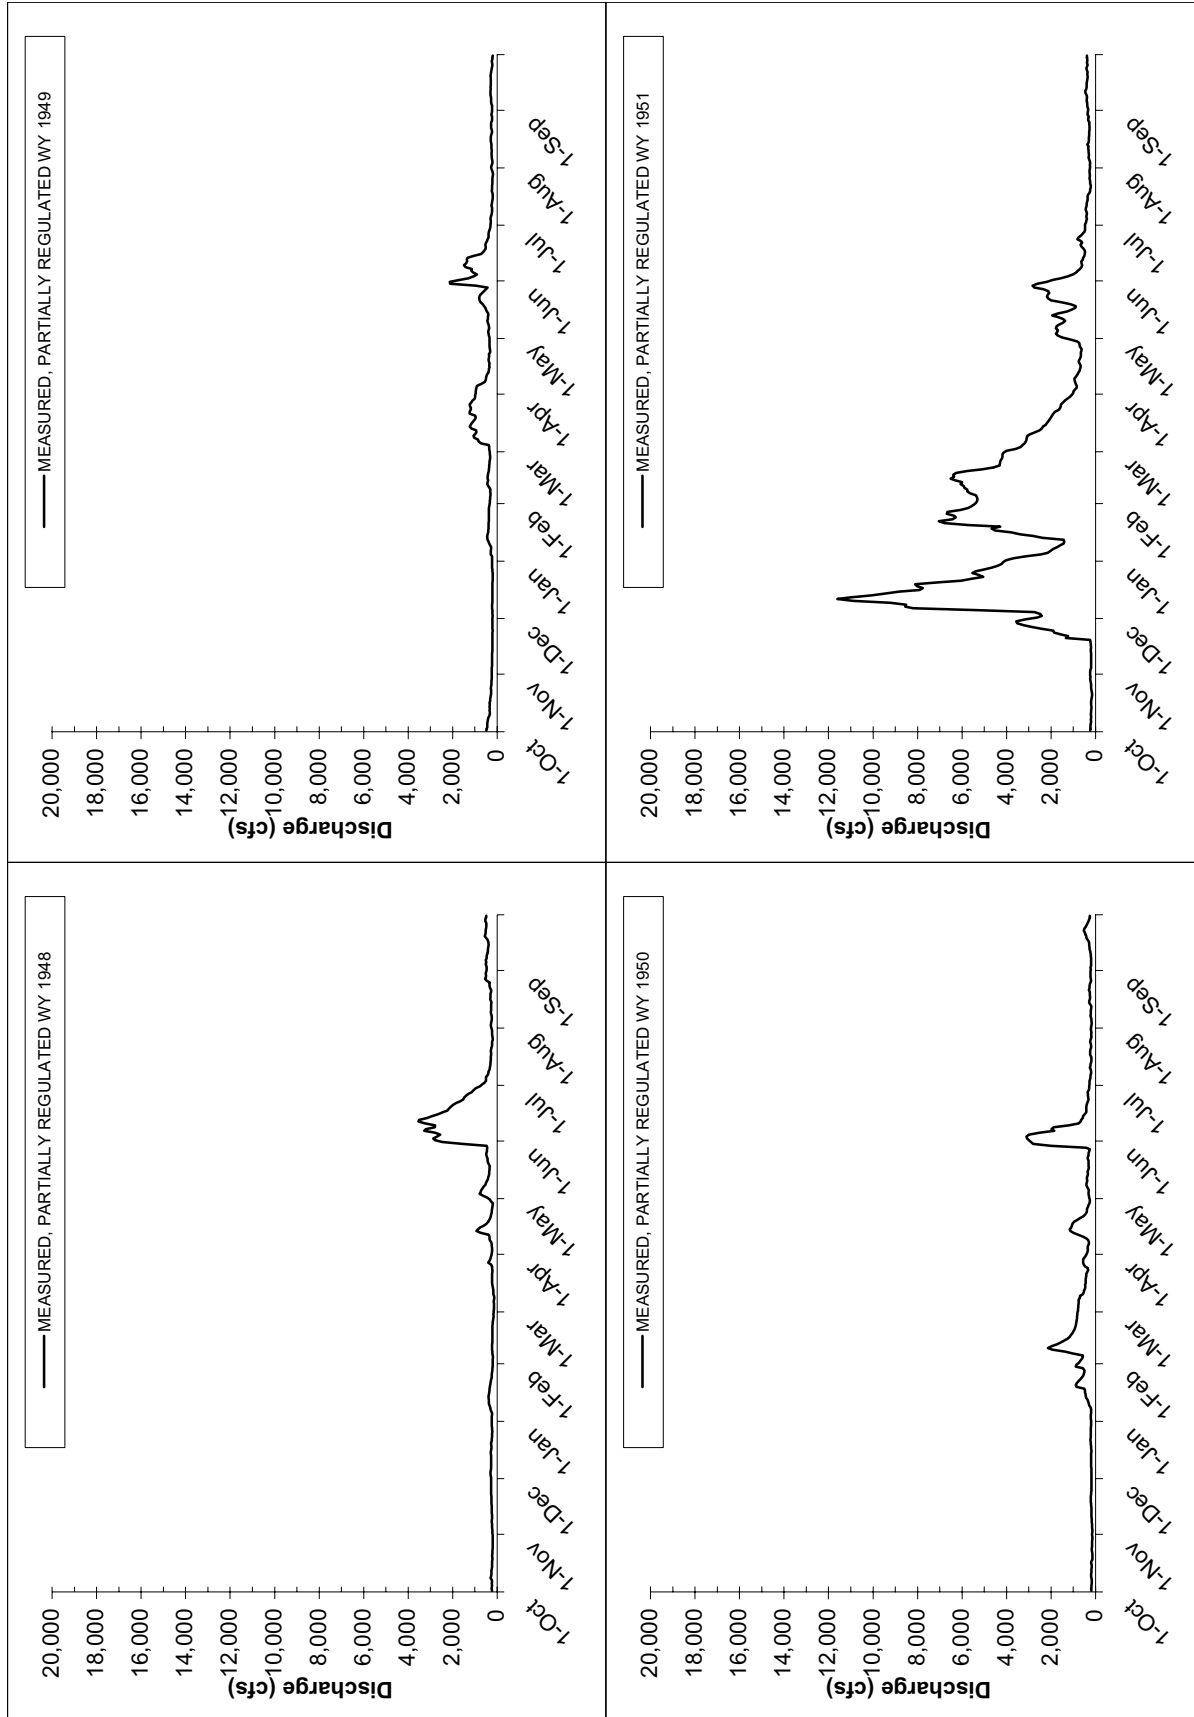 MEASURED, PARTIALLY REGULATED WY 1948
Discharge (cfs)
20,000
18,000
16,000
14,000
12,000
10,000
8,000
6,000
4,000
2,000
0
1-Oct
1-Nov
1-Dec
1-Jan
1-Feb
1-Mar
1-Apr
1-May
1-Jun
1-Jul
1-Aug
1-Sep
MEASURED, PARTIALLY REGULATED WY 1949
Discharge (cfs)
20,000
18,000
16,000
14,000
12,000
10,000
8,000
6,000
4,000
2,000
0
1-Oct
1-Nov
1-Dec
1-Jan
1-Feb
1-Mar
1-Apr
1-May
1-Jun
1-Jul
1-Aug
1-Sep
MEASURED, PARTIALLY REGULATED WY 1950
Discharge (cfs)
20,000
18,000
16,000
14,000
12,000
10,000
8,000
6,000
4,000
2,000
0
1-Oct
1-Nov
1-Dec
1-Jan
1-Feb
1-Mar
1-Apr
1-May
1-Jun
1-Jul
1-Aug
1-Sep
MEASURED, PARTIALLY REGULATED WY 1951
Discharge (cfs)
20,000
18,000
16,000
14,000
12,000
10,000
8,000
6,000
4,000
2,000
0
1-Oct
1-Nov
1-Dec
1-Jan
1-Feb
1-Mar
1-Apr
1-May
1-Jun
1-Jul
1-Aug
1-Sep